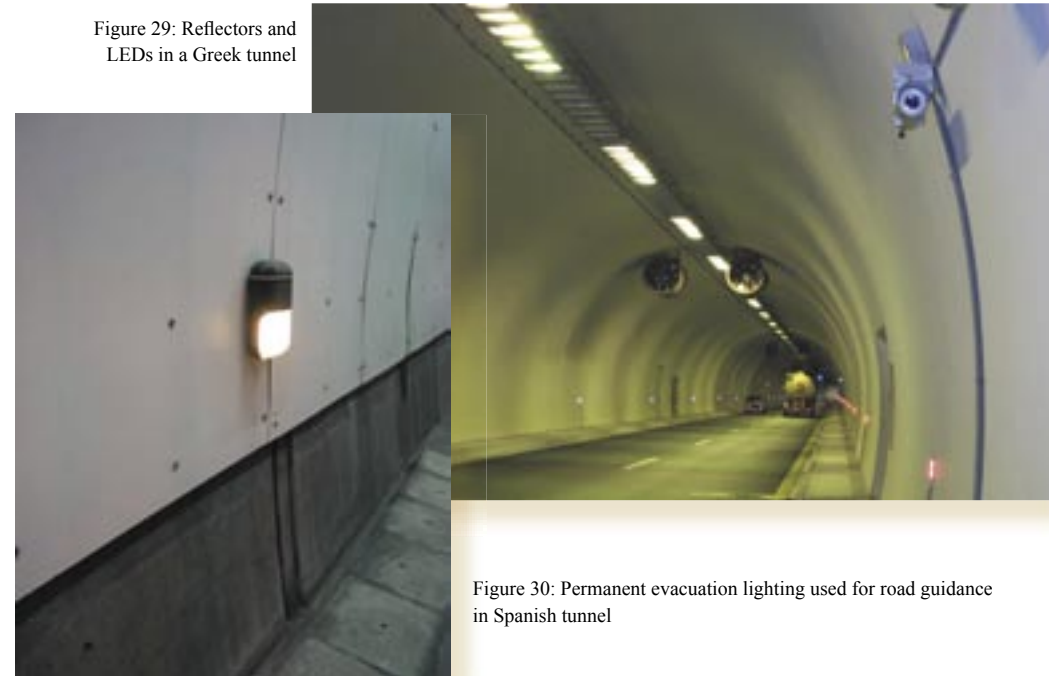 Figure 29: Reflectors and
LEDs in a Greek tunnel
Figure 30: Permanent evacuation lighting used for road guidance
in Spanish tunnel